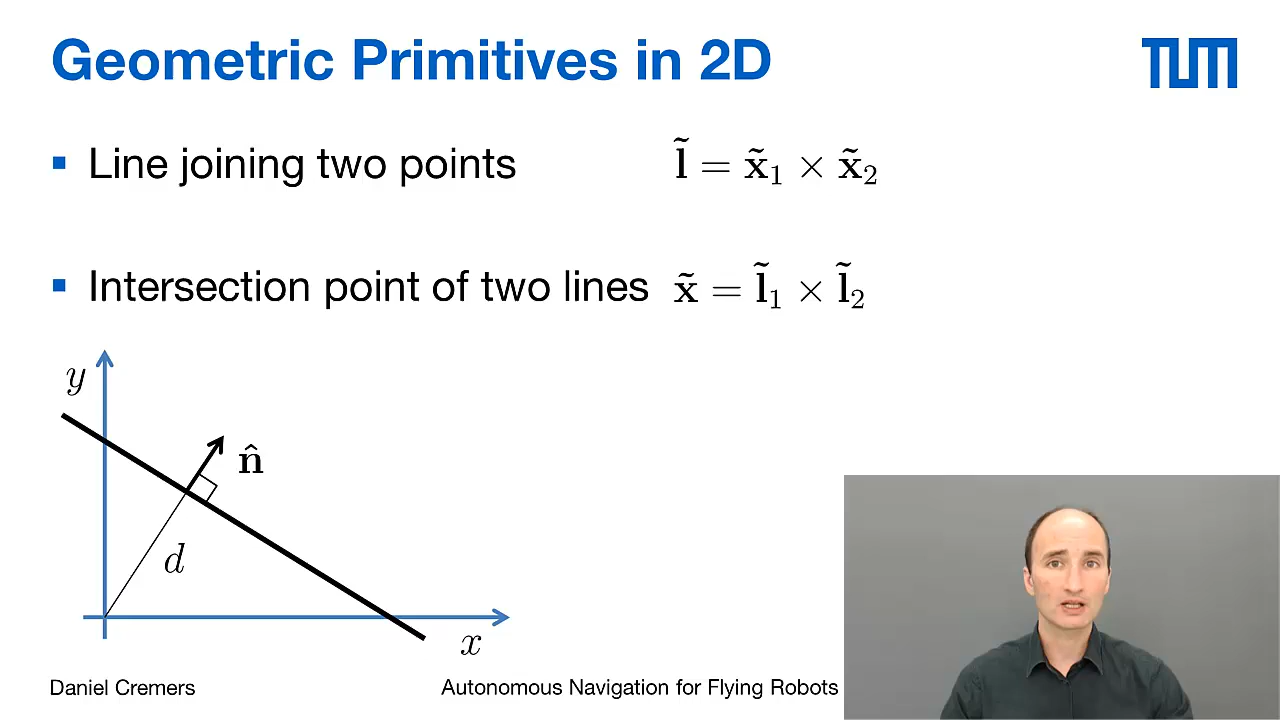 Geometric Primitives in 2D
TUM
Line joining two points l̃ = x̃₁ × x̃₂
Intersection point of two lines x̃ = l̃₁ × l̃₂
y
n̂
d
x
Daniel Cremers
Autonomous Navigation for Flying Robots